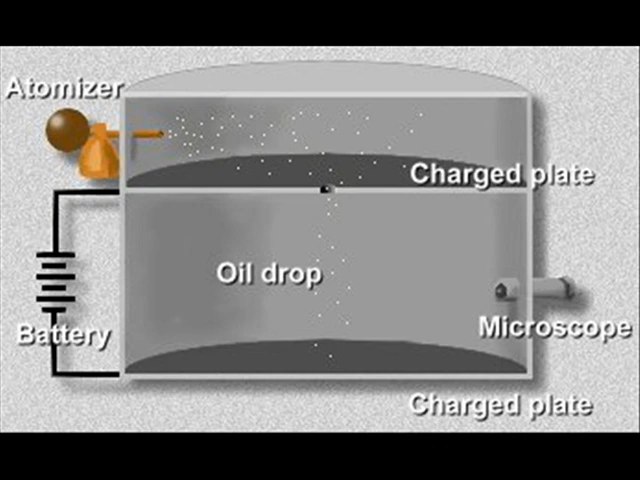 Atomizer
Charged plate
Oil drop
Battery
Microscope
Charged plate